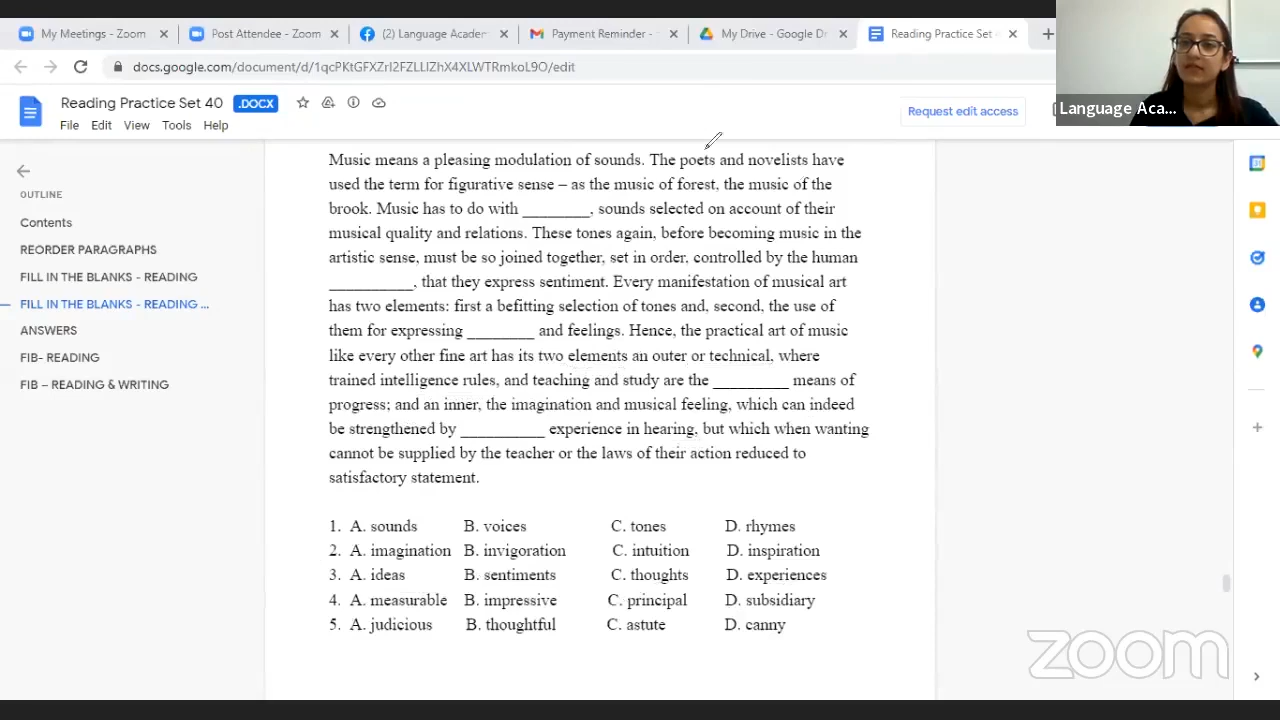 My Meetings - Zoom
Post Attendee - Zoom
(2) Language Academ
Payment Reminder -
My Drive - Google Dr
Reading Practice Set 4
docs.google.com/document/d/1qcPKtGFXZrI2FZLLIZhX4XLWTRmkoL9O/edit
Language Aca...
Reading Practice Set 40 .DOCX
Request edit access
File Edit View Tools Help
OUTLINE
Contents
REORDER PARAGRAPHS
FILL IN THE BLANKS - READING
FILL IN THE BLANKS - READING ...
ANSWERS
FIB- READING
FIB – READING & WRITING
Music means a pleasing modulation of sounds. The poets and novelists have
used the term for figurative sense – as the music of forest, the music of the
brook. Music has to do with ________, sounds selected on account of their
musical quality and relations. These tones again, before becoming music in the
artistic sense, must be so joined together, set in order, controlled by the human
__________, that they express sentiment. Every manifestation of musical art
has two elements: first a befitting selection of tones and, second, the use of
them for expressing ________ and feelings. Hence, the practical art of music
like every other fine art has its two elements an outer or technical, where
trained intelligence rules, and teaching and study are the _________ means of
progress; and an inner, the imagination and musical feeling, which can indeed
be strengthened by __________ experience in hearing, but which when wanting
cannot be supplied by the teacher or the laws of their action reduced to
satisfactory statement.
1. A. sounds B. voices C. tones D. rhymes
2. A. imagination B. invigoration C. intuition D. inspiration
3. A. ideas B. sentiments C. thoughts D. experiences
4. A. measurable B. impressive C. principal D. subsidiary
5. A. judicious B. thoughtful C. astute D. canny
zoom